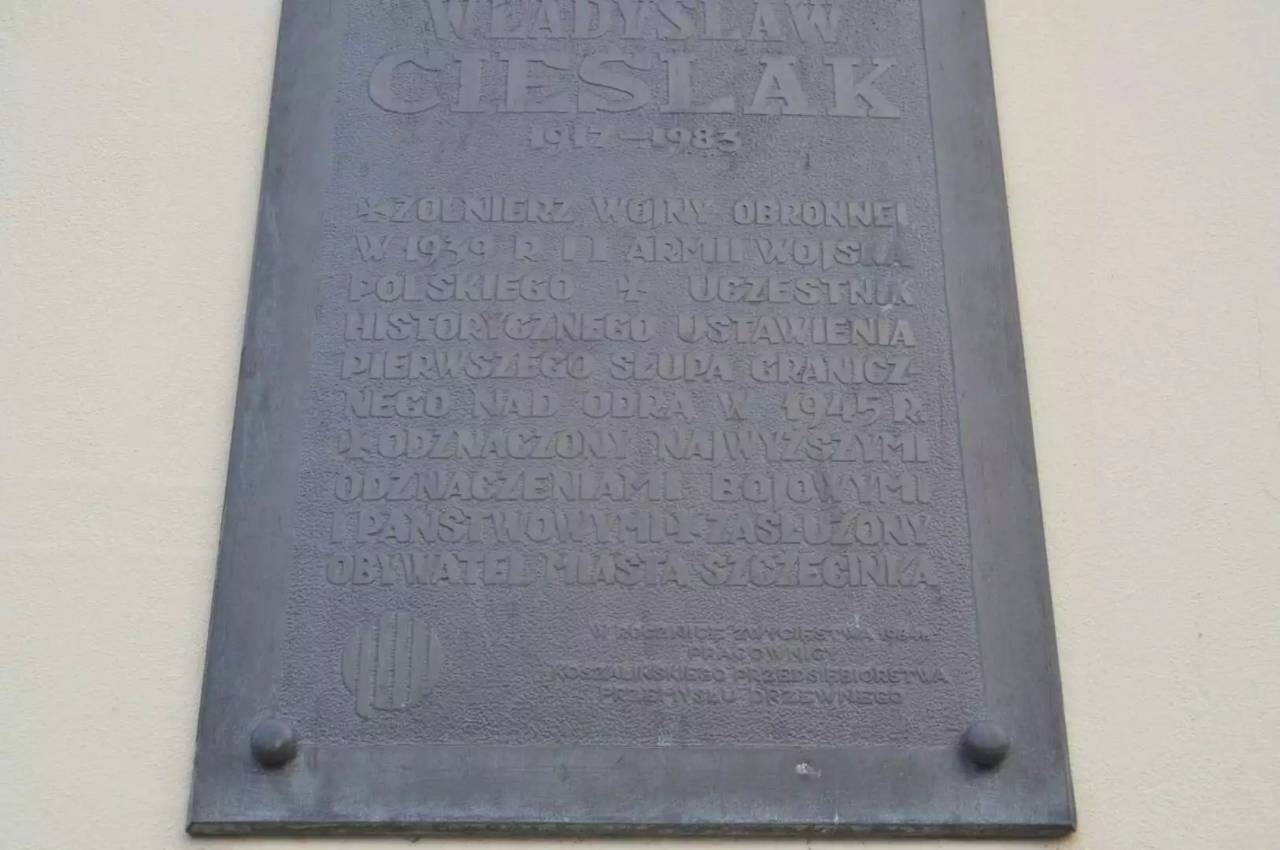 WŁADYSŁAW
CIEŚLAK
1917-1983
ŻOŁNIERZ WOJNY OBRONNEJ
W 1939 R I I ARMII WOJSKA
POLSKIEGO UCZESTNIK
HISTORYCZNEGO USTAWIENIA
PIERWSZEGO SŁUPA GRANICZ-
NEGO NAD ODRĄ W 1945 R.
ODZNACZONY NAJWYŻSZYMI
ODZNACZENIAMI BOJOWYMI
I PAŃSTWOWYMI ZASŁUŻONY
OBYWATEL MIASTA SZCZECINKA
W ROCZNICĘ ZWYCIĘSTWA 1984 R.
PRACOWNICY
KOSZALIŃSKIEGO PRZEDSIĘBIORSTWA
PRZEMYSŁU DRZEWNEGO